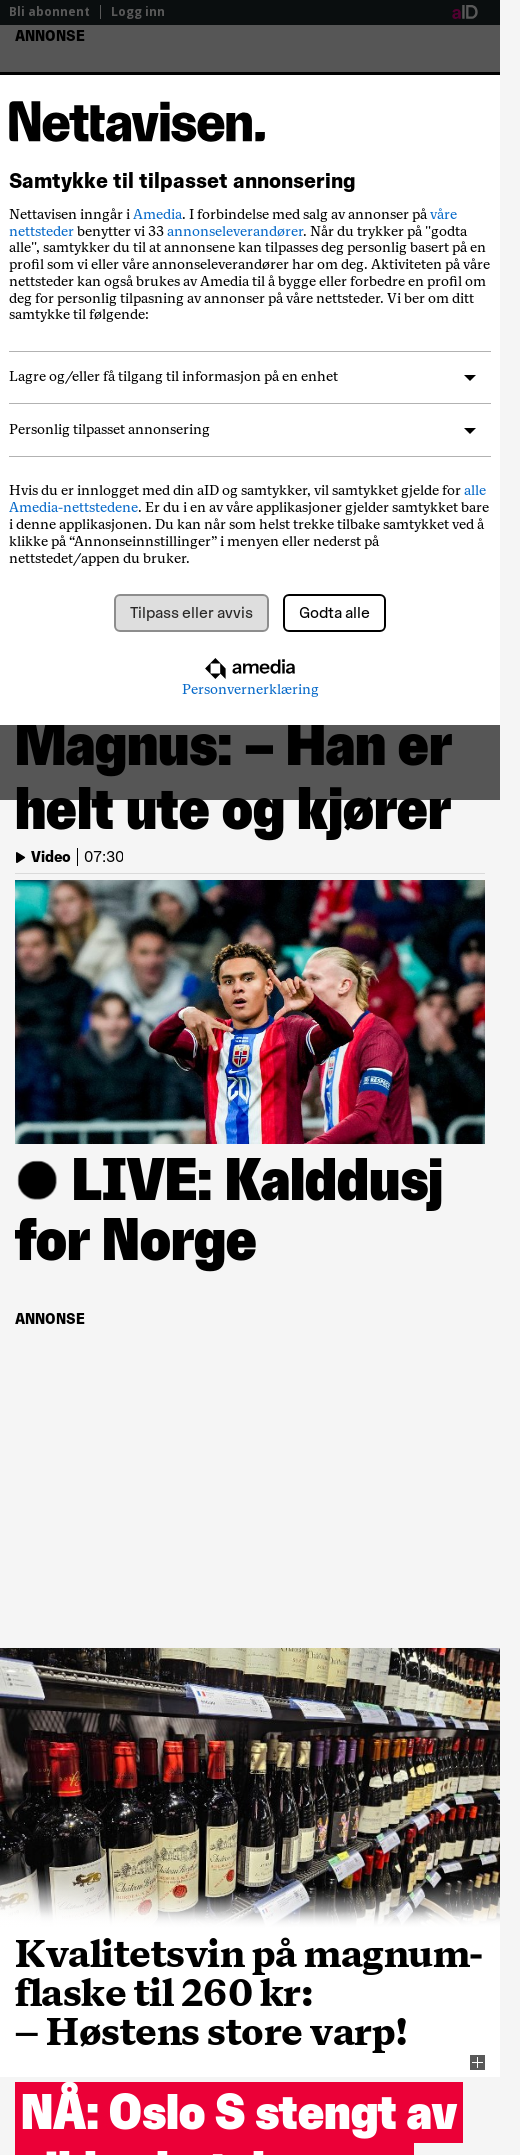 Bli abonnent | Logg inn
aID
ANNONSE
Nettavisen.
Samtykke til tilpasset annonsering
Nettavisen inngår i Amedia. I forbindelse med salg av annonser på våre
nettsteder benytter vi 33 annonseleverandører. Når du trykker på "godta
alle", samtykker du til at annonsene kan tilpasses deg personlig basert på en
profil som vi eller våre annonseleverandører har om deg. Aktiviteten på våre
nettsteder kan også brukes av Amedia til å bygge eller forbedre en profil om
deg for personlig tilpasning av annonser på våre nettsteder. Vi ber om ditt
samtykke til følgende:
Lagre og/eller få tilgang til informasjon på en enhet
Personlig tilpasset annonsering
Hvis du er innlogget med din aID og samtykker, vil samtykket gjelde for alle
Amedia-nettstedene. Er du i en av våre applikasjoner gjelder samtykket bare
i denne applikasjonen. Du kan når som helst trekke tilbake samtykket ved å
klikke på “Annonseinnstillinger” i menyen eller nederst på
nettstedet/appen du bruker.
Tilpass eller avvis
Godta alle
amedia
Personvernerklæring
Magnus: – Han er
helt ute og kjører
Video | 07:30
20
RESPECT
LIVE: Kalddusj
for Norge
ANNONSE
Kvalitetsvin på magnum-
flaske til 260 kr:
– Høstens store varp!
NÅ: Oslo S stengt av